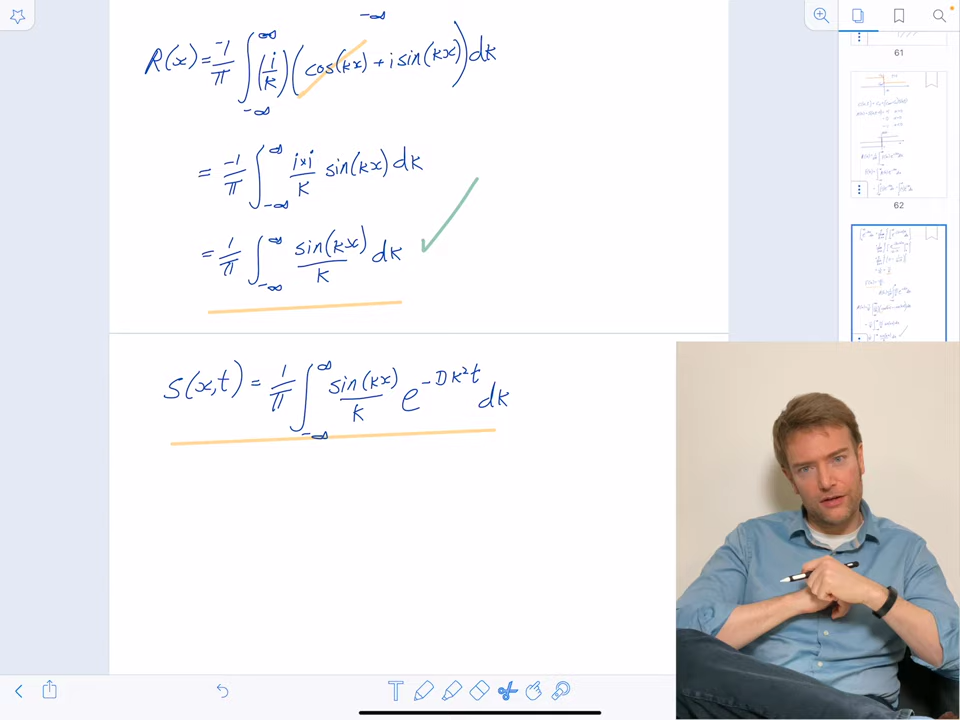 -∞
R(x) = -1/π ∫_{-∞}^{∞} (i/k) (cos(kx) + i sin(kx)) dk
= -1/π ∫_{-∞}^{∞} i×i/k sin(kx) dk
= 1/π ∫_{-∞}^{∞} sin(kx)/k dk
S(x,t) = 1/π ∫_{-∞}^{∞} sin(kx)/k e^{-Dk²t} dk
61
62
T